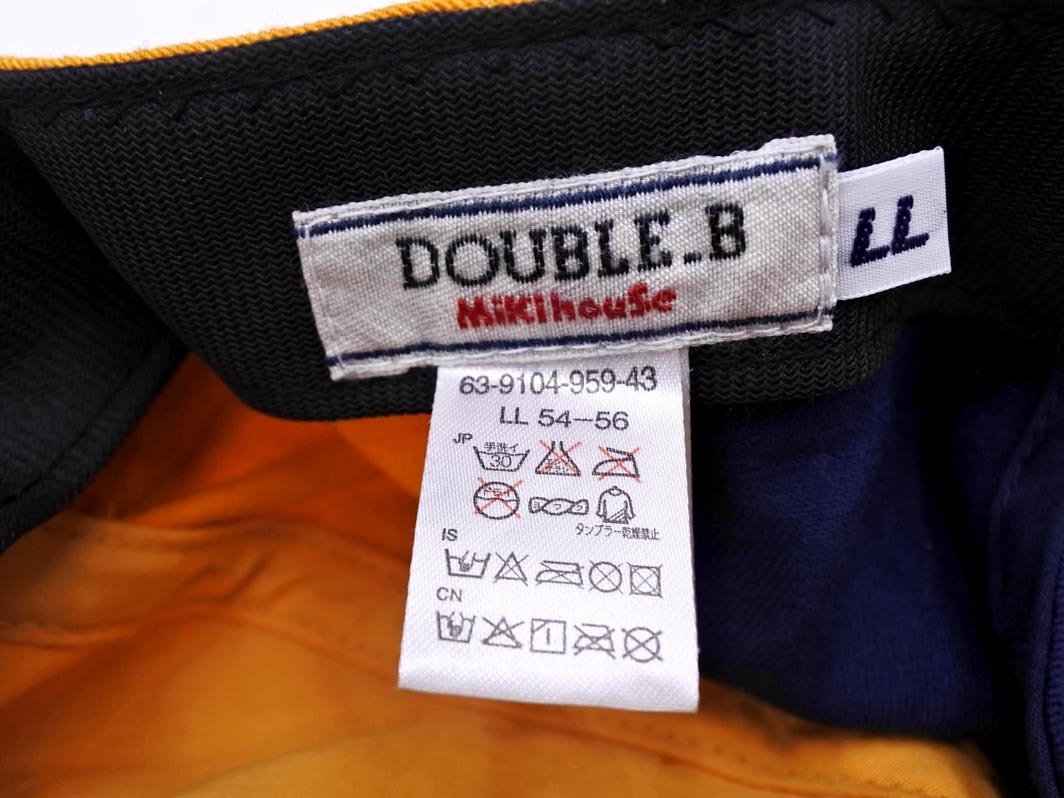 DOUBLE_B
MiKihouSe
LL
63-9104-959-43
LL 54-56
JP
手洗イ
30
タンブラー乾燥禁止
IS
CN